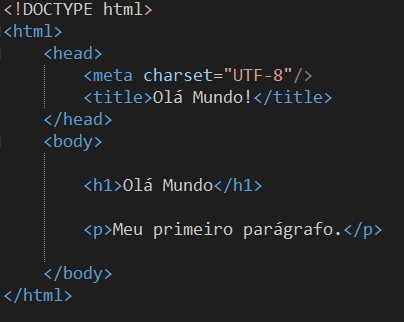 <!DOCTYPE html>
<html>
<head>
<meta charset="UTF-8"/>
<title>Olá Mundo!</title>
</head>
<body>
<h1>Olá Mundo</h1>
<p>Meu primeiro parágrafo.</p>
</body>
</html>